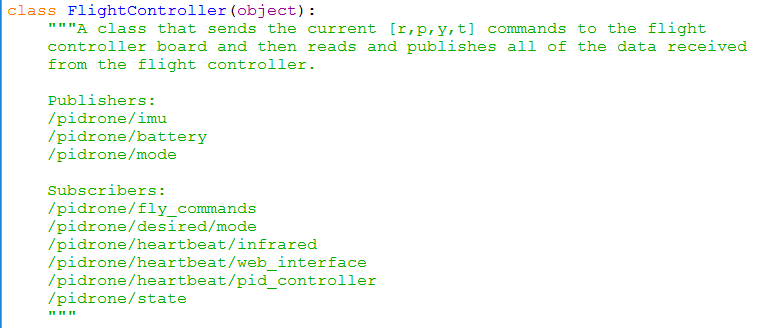 class FlightController(object):
"""A class that sends the current [r,p,y,t] commands to the flight
controller board and then reads and publishes all of the data received
from the flight controller.
Publishers:
/pidrone/imu
/pidrone/battery
/pidrone/mode
Subscribers:
/pidrone/fly_commands
/pidrone/desired/mode
/pidrone/heartbeat/infrared
/pidrone/heartbeat/web_interface
/pidrone/heartbeat/pid_controller
/pidrone/state
"""